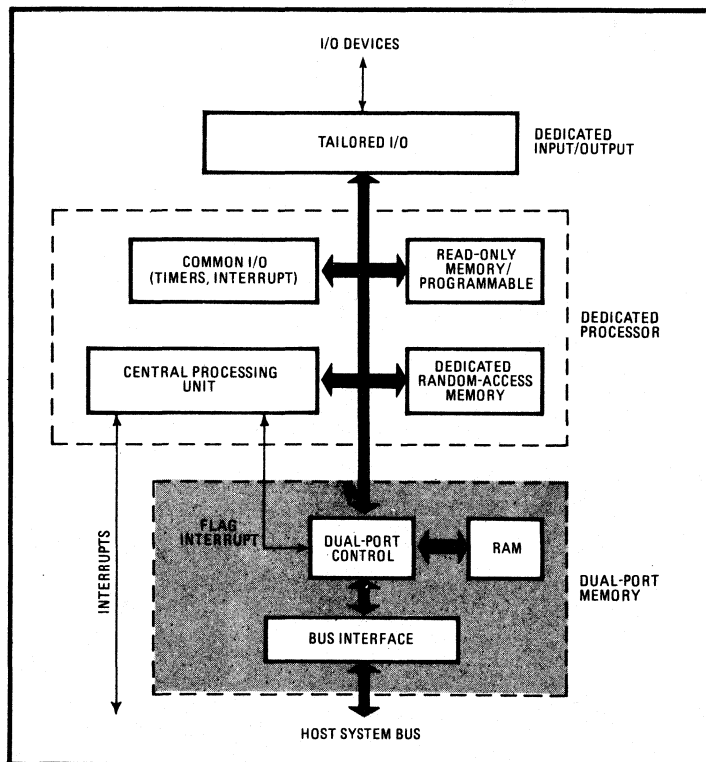 I/O DEVICES
TAILORED I/O
DEDICATED
INPUT/OUTPUT
COMMON I/O
(TIMERS, INTERRUPT)
READ-ONLY
MEMORY/
PROGRAMMABLE
DEDICATED
PROCESSOR
CENTRAL PROCESSING
UNIT
DEDICATED
RANDOM-ACCESS
MEMORY
INTERRUPTS
FLAG
INTERRUPT
DUAL-PORT
CONTROL
RAM
DUAL-PORT
MEMORY
BUS INTERFACE
HOST SYSTEM BUS